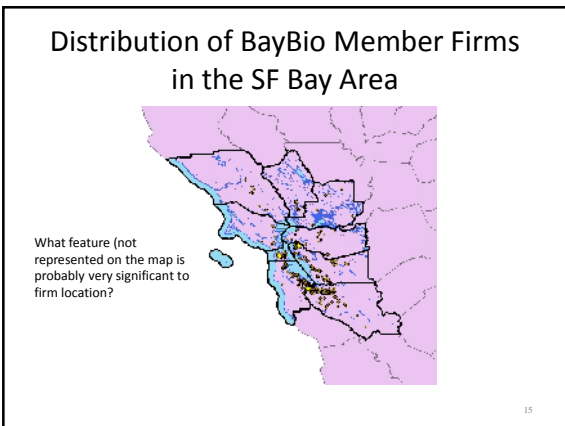 Distribution of BayBio Member Firms
in the SF Bay Area
What feature (not
represented on the map is
probably very significant to
firm location?
15